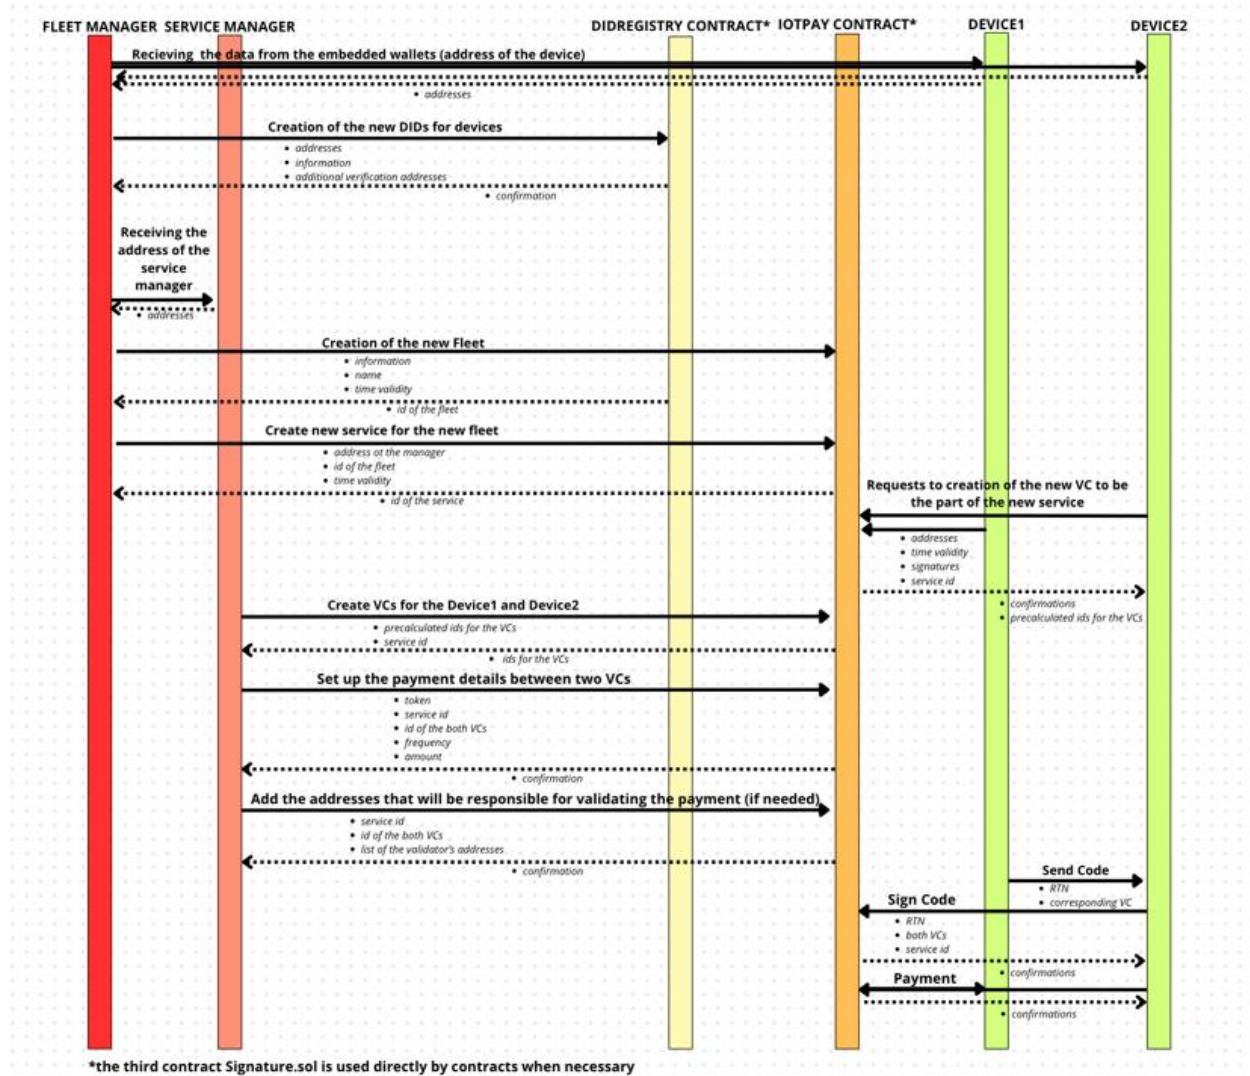 FLEET MANAGER SERVICE MANAGER DIDREGISTRY CONTRACT* IOTPAY CONTRACT* DEVICE1 DEVICE2
Recieving the data from the embedded wallets (address of the device)
• addresses
Creation of the new DIDs for devices
• addresses
• information
• additional verification addresses
• confirmation
Receiving the
address of the
service
manager
• addresses
Creation of the new Fleet
• information
• name
• time validity
• id of the fleet
Create new service for the new fleet
• address ot the manager
• id of the fleet
• time validity
• id of the service
Requests to creation of the new VC to be
the part of the new service
• addresses
• time validity
• signatures
• service id
• confirmations
• precalculated ids for the VCs
Create VCs for the Device1 and Device2
• precalculated ids for the VCs
• service id
• ids for the VCs
Set up the payment details between two VCs
• token
• service id
• id of the both VCs
• frequency
• amount
• confirmation
Add the addresses that will be responsible for validating the payment (if needed)
• service id
• id of the both VCs
• list of the validator's addresses
• confirmation
Send Code
• RTN
• corresponding VC
Sign Code
• RTN
• both VCs
• service id
• confirmations
Payment
• confirmations
*the third contract Signature.sol is used directly by contracts when necessary